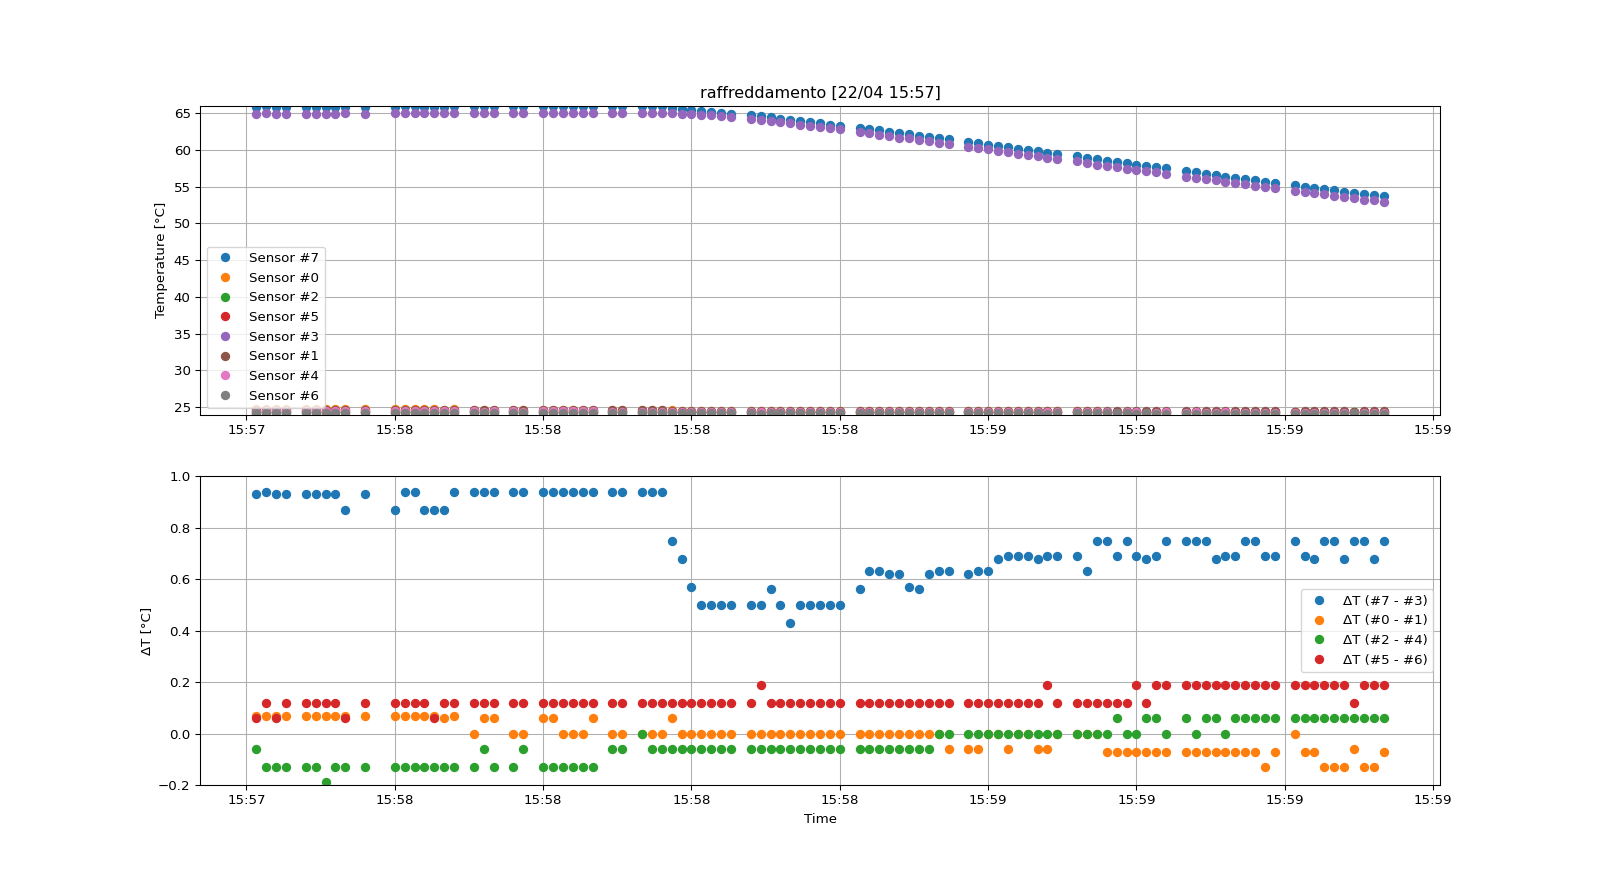 raffreddamento [22/04 15:57]
Temperature [°C]
65
60
55
50
45
40
35
30
25
Sensor #7
Sensor #0
Sensor #2
Sensor #5
Sensor #3
Sensor #1
Sensor #4
Sensor #6
15:57 15:58 15:58 15:58 15:58 15:59 15:59 15:59 15:59
ΔT [°C]
1.0
0.8
0.6
0.4
0.2
0.0
−0.2
ΔT (#7 - #3)
ΔT (#0 - #1)
ΔT (#2 - #4)
ΔT (#5 - #6)
15:57 15:58 15:58 15:58 15:58 15:59 15:59 15:59 15:59
Time